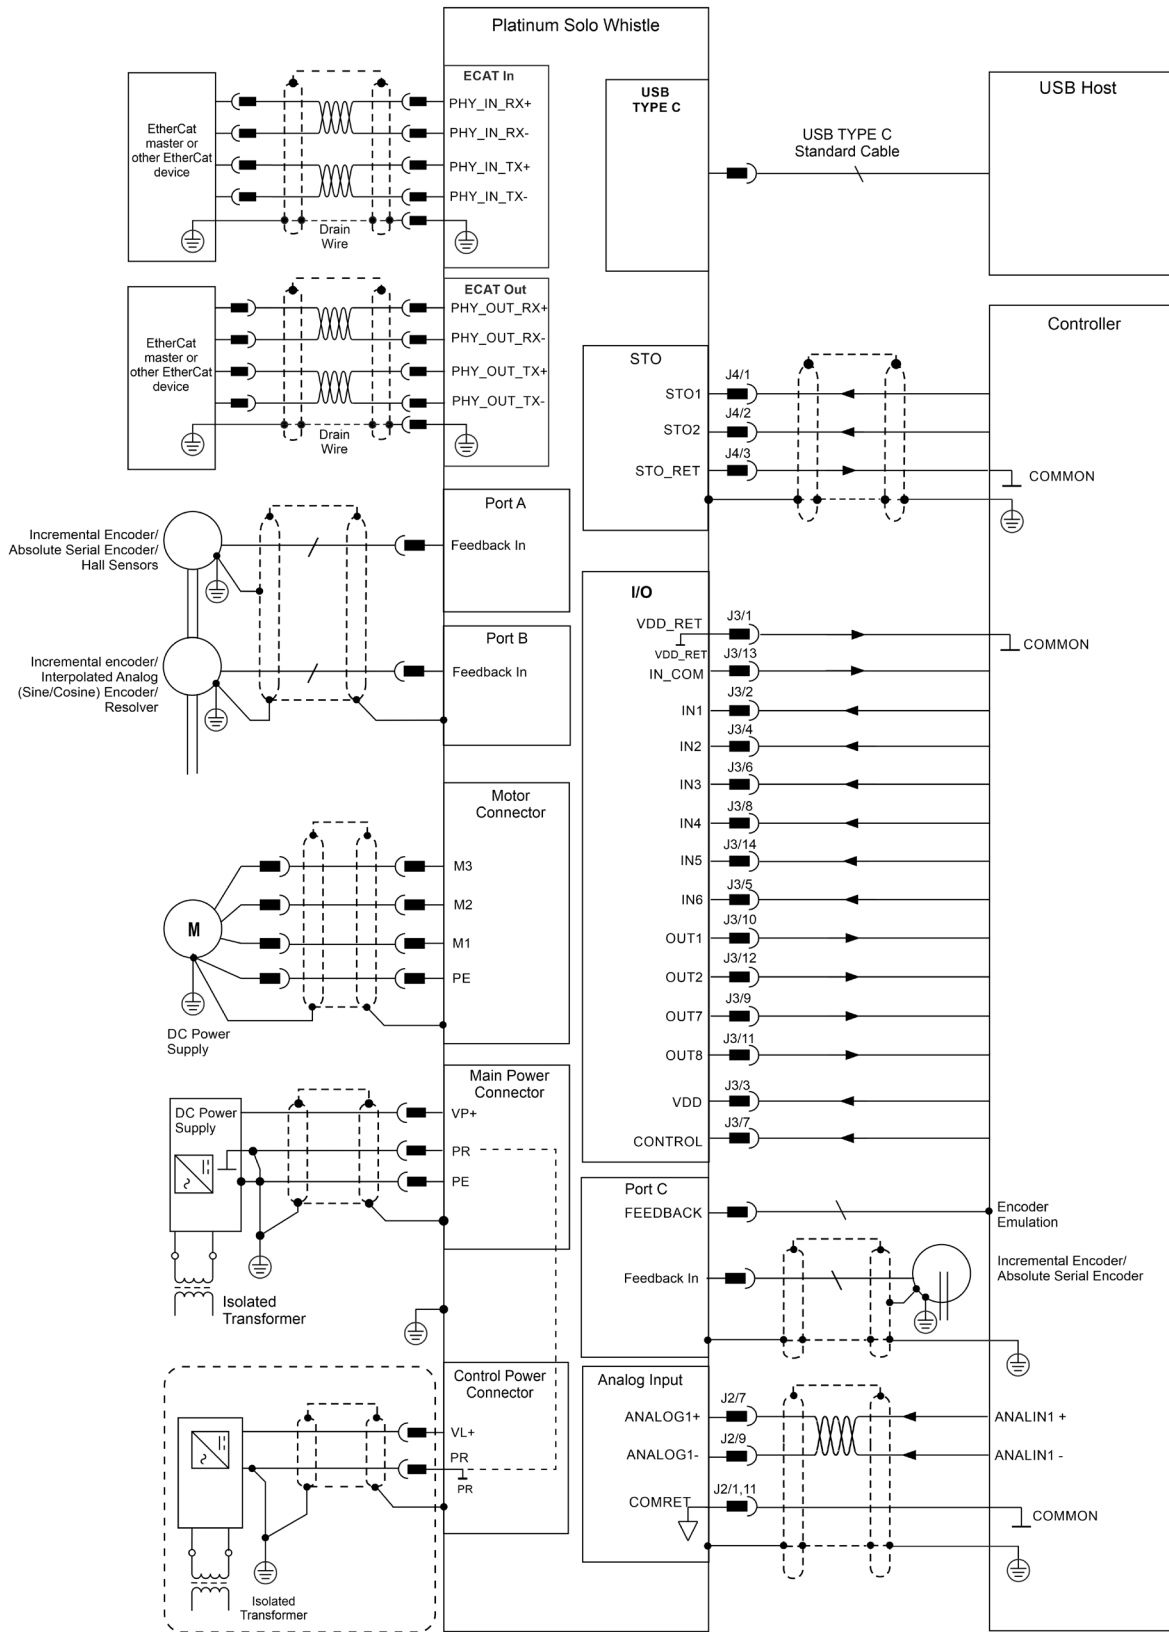 Platinum Solo Whistle
ECAT In
PHY_IN_RX+
PHY_IN_RX-
PHY_IN_TX+
PHY_IN_TX-
EtherCat
master or
other EtherCat
device
Drain
Wire
ECAT Out
PHY_OUT_RX+
PHY_OUT_RX-
PHY_OUT_TX+
PHY_OUT_TX-
EtherCat
master or
other EtherCat
device
Drain
Wire
Port A
Feedback In
Incremental Encoder/
Absolute Serial Encoder/
Hall Sensors
Port B
Feedback In
Incremental encoder/
Interpolated Analog
(Sine/Cosine) Encoder/
Resolver
Motor
Connector
M3
M2
M1
PE
M
DC Power
Supply
Main Power
Connector
VP+
PR
PE
DC Power
Supply
Isolated
Transformer
Control Power
Connector
VL+
PR
PR
Isolated
Transformer
USB
TYPE C
USB TYPE C
Standard Cable
USB Host
Controller
STO
STO1
J4/1
STO2
J4/2
STO_RET
J4/3
COMMON
I/O
VDD_RET
J3/1
COMMON
VDD_RET
IN_COM
J3/13
IN1
J3/2
IN2
J3/4
IN3
J3/6
IN4
J3/8
IN5
J3/14
IN6
J3/5
OUT1
J3/10
OUT2
J3/12
OUT7
J3/9
OUT8
J3/11
VDD
J3/3
CONTROL
J3/7
Port C
FEEDBACK
Encoder
Emulation
Feedback In
Incremental Encoder/
Absolute Serial Encoder
Analog Input
ANALOG1+
J2/7
ANALIN1 +
ANALOG1-
J2/9
ANALIN1 -
COMRET
J2/1,11
COMMON